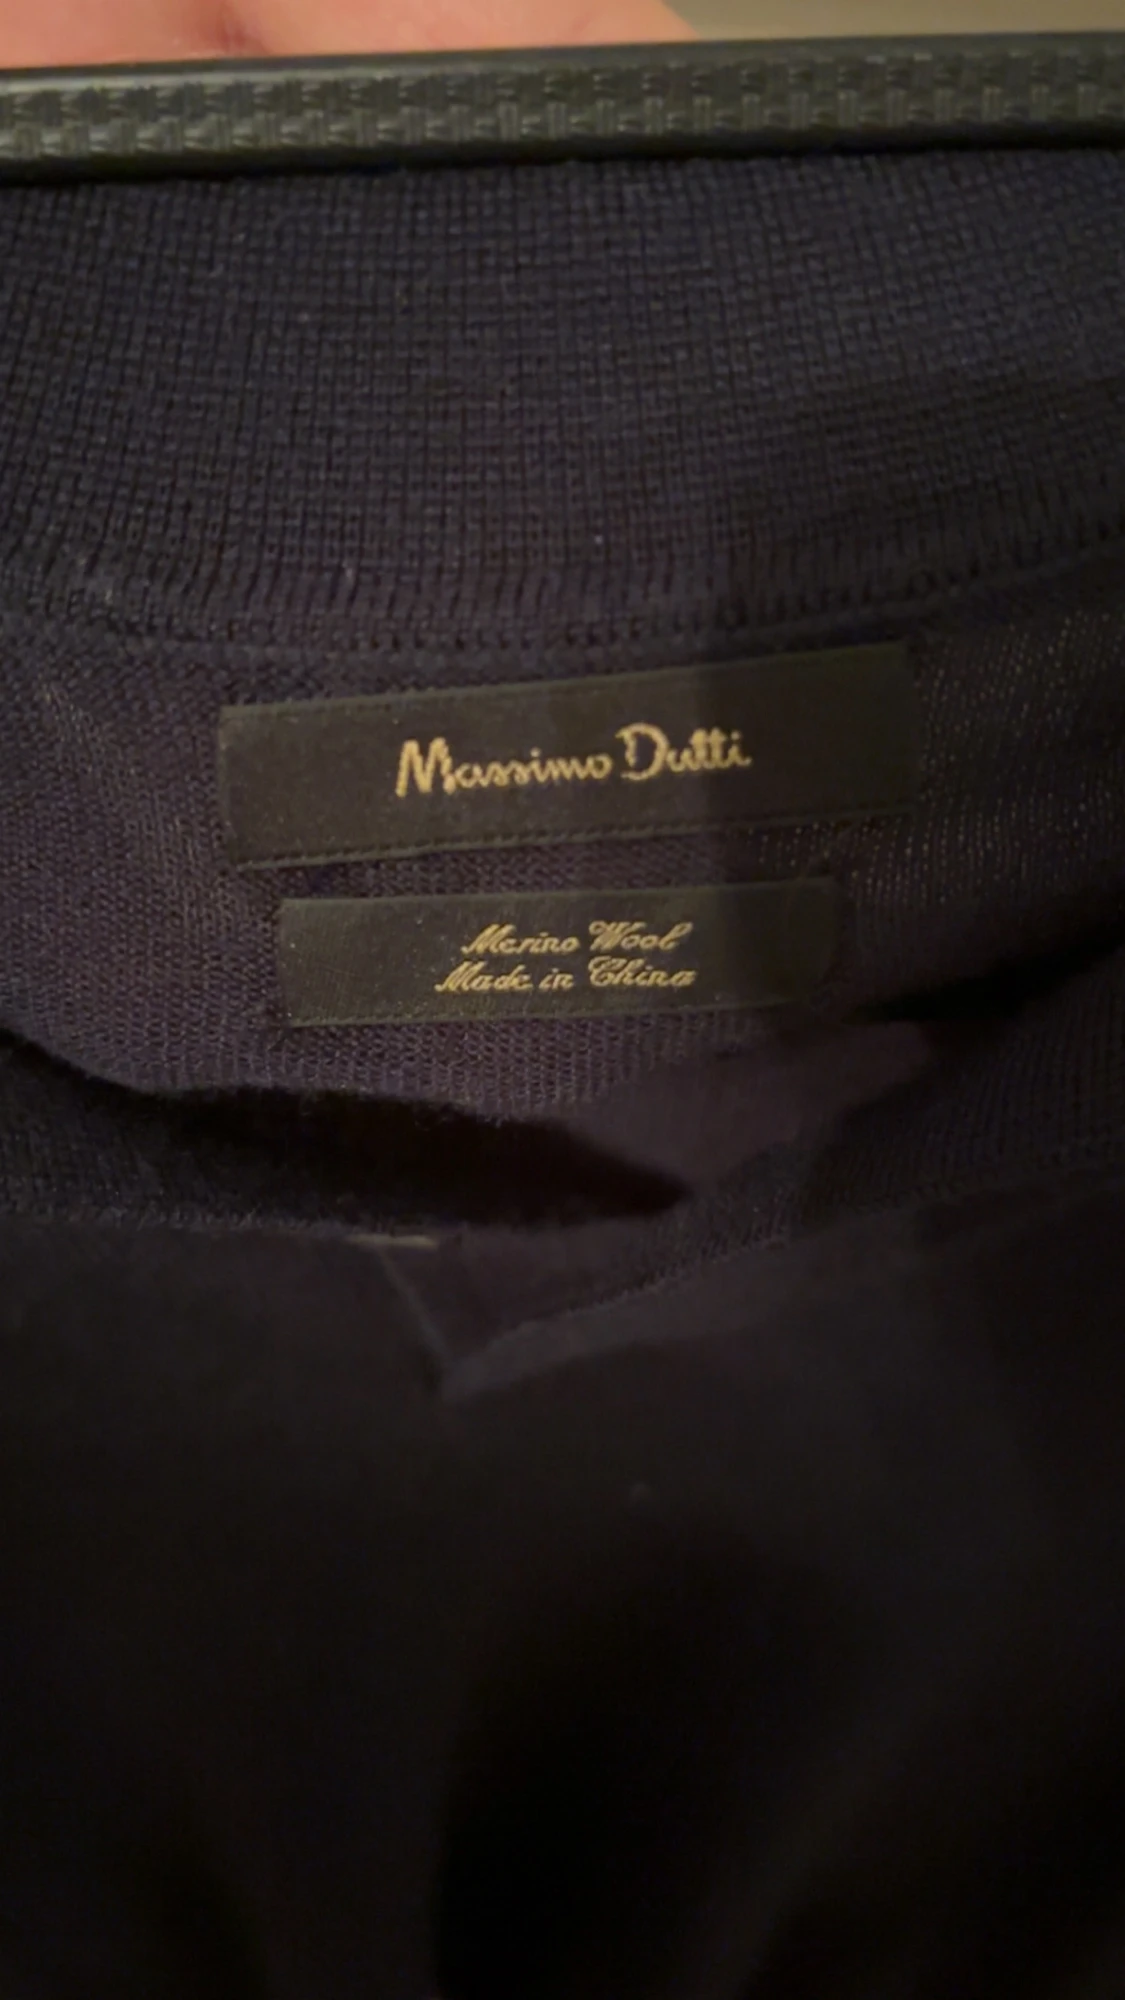 Massimo Dutti
Merino Wool
Made in China